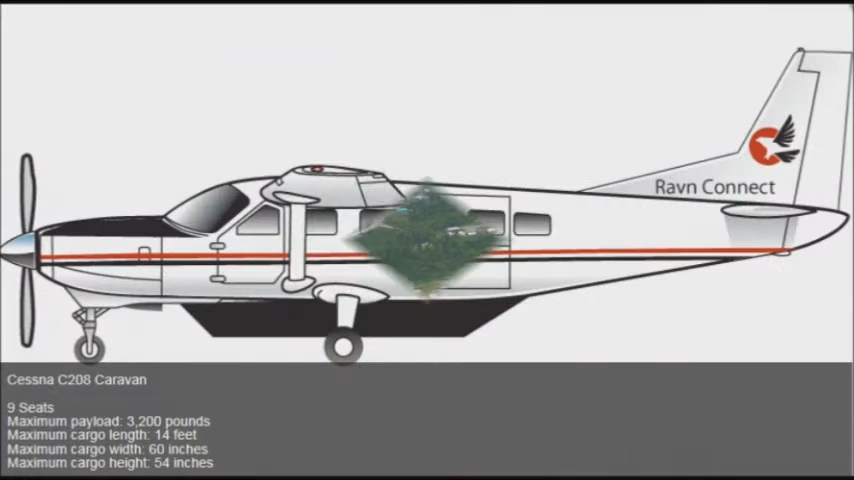 Ravn Connect
Cessna C208 Caravan
9 Seats
Maximum payload: 3,200 pounds
Maximum cargo length: 14 feet
Maximum cargo width: 60 inches
Maximum cargo height: 54 inches